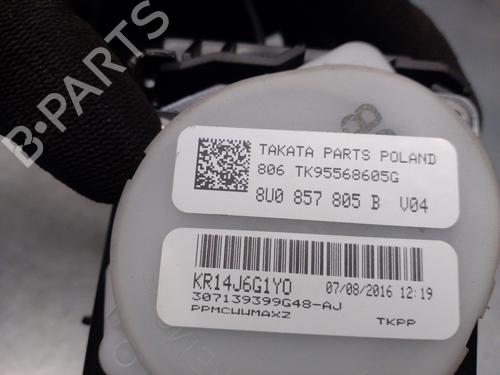 TAKATA PARTS POLAND
806 TK95568605G
8U0 857 805 B V04
KR14J6G1Y0 07/08/2016 12:19
307139399G48-AJ
PPMCWWMAXZ TKPP
B-PARTS